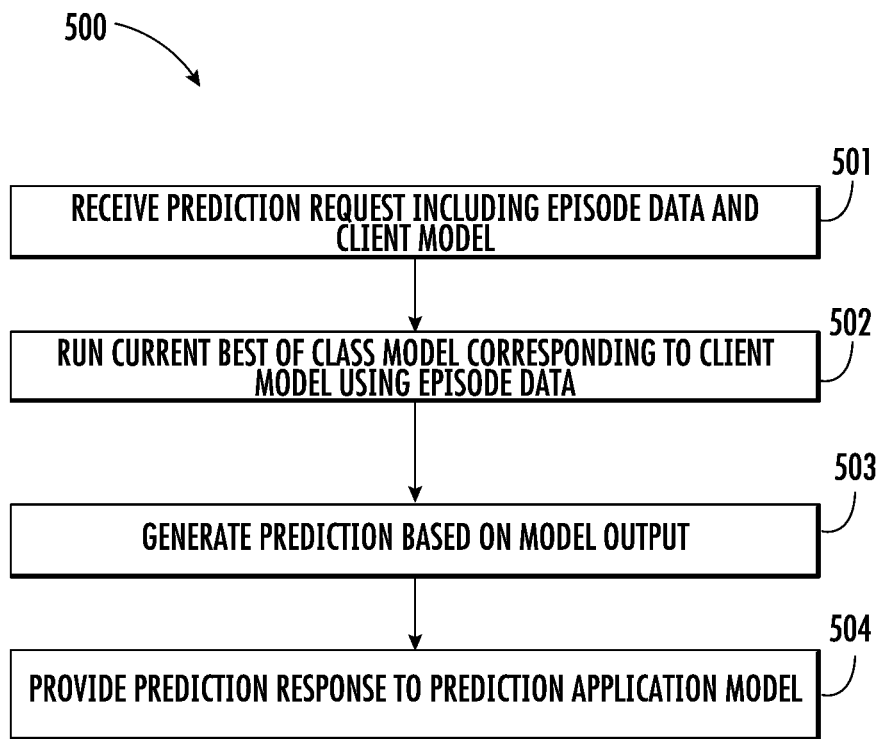 500
501
RECEIVE PREDICTION REQUEST INCLUDING EPISODE DATA AND
CLIENT MODEL
502
RUN CURRENT BEST OF CLASS MODEL CORRESPONDING TO CLIENT
MODEL USING EPISODE DATA
503
GENERATE PREDICTION BASED ON MODEL OUTPUT
504
PROVIDE PREDICTION RESPONSE TO PREDICTION APPLICATION MODEL